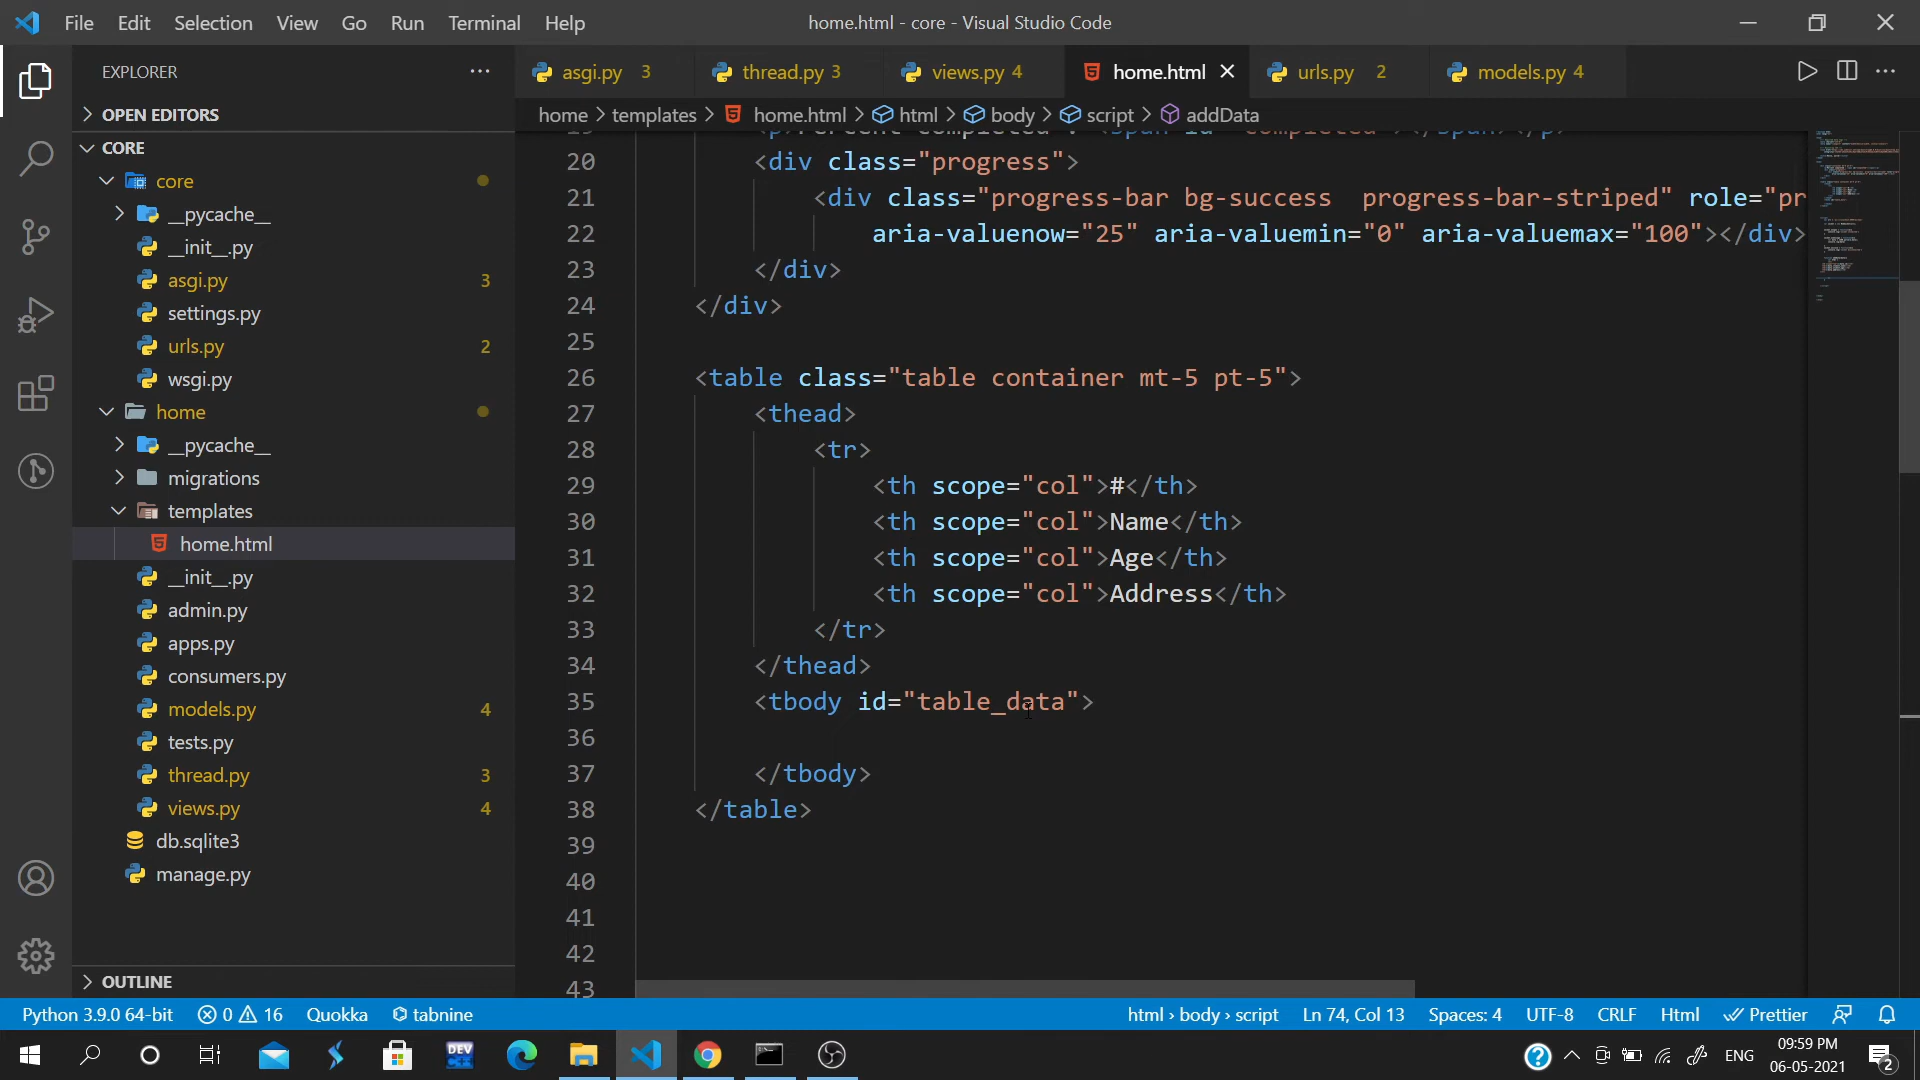 File Edit Selection View Go Run Terminal Help
home.html - core - Visual Studio Code
EXPLORER
OPEN EDITORS
CORE
core
__pycache__
__init__.py
asgi.py 3
settings.py
urls.py 2
wsgi.py
home
__pycache__
migrations
templates
home.html
__init__.py
admin.py
apps.py
consumers.py
models.py 4
tests.py
thread.py 3
views.py 4
db.sqlite3
manage.py
OUTLINE
asgi.py 3 thread.py 3 views.py 4 home.html urls.py 2 models.py 4
home > templates > home.html > html > body > script > addData
20 <div class="progress">
21 <div class="progress-bar bg-success  progress-bar-striped" role="pr
22 aria-valuenow="25" aria-valuemin="0" aria-valuemax="100"></div>
23 </div>
24 </div>
25
26 <table class="table container mt-5 pt-5">
27 <thead>
28 <tr>
29 <th scope="col">#</th>
30 <th scope="col">Name</th>
31 <th scope="col">Age</th>
32 <th scope="col">Address</th>
33 </tr>
34 </thead>
35 <tbody id="table_data">
36
37 </tbody>
38 </table>
39
40
41
42
43
Python 3.9.0 64-bit 0 16 Quokka tabnine
html › body › script Ln 74, Col 13 Spaces: 4 UTF-8 CRLF Html Prettier
DEV C++
ENG
09:59 PM
06-05-2021
2